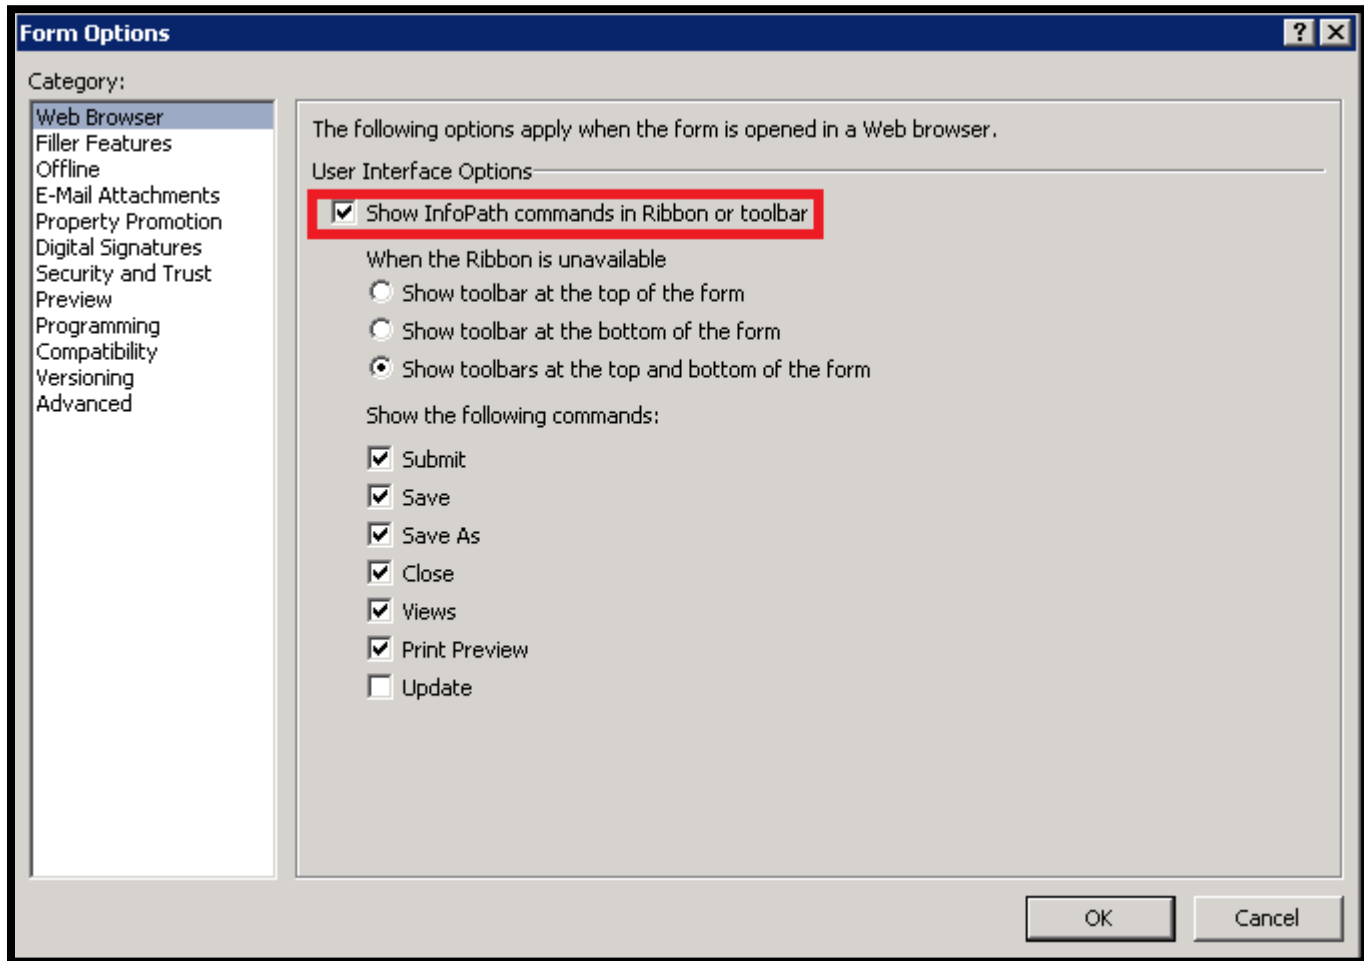 Form Options
Category:
Web Browser
Filler Features
Offline
E-Mail Attachments
Property Promotion
Digital Signatures
Security and Trust
Preview
Programming
Compatibility
Versioning
Advanced
The following options apply when the form is opened in a Web browser.
User Interface Options
Show InfoPath commands in Ribbon or toolbar
When the Ribbon is unavailable
Show toolbar at the top of the form
Show toolbar at the bottom of the form
Show toolbars at the top and bottom of the form
Show the following commands:
Submit
Save
Save As
Close
Views
Print Preview
Update
OK
Cancel